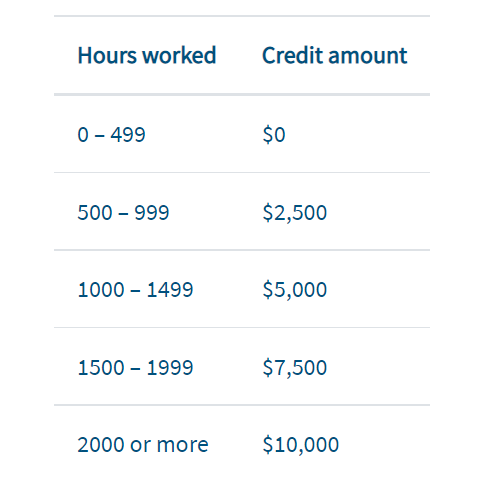 Hours worked Credit amount
0 – 499 $0
500 – 999 $2,500
1000 – 1499 $5,000
1500 – 1999 $7,500
2000 or more $10,000